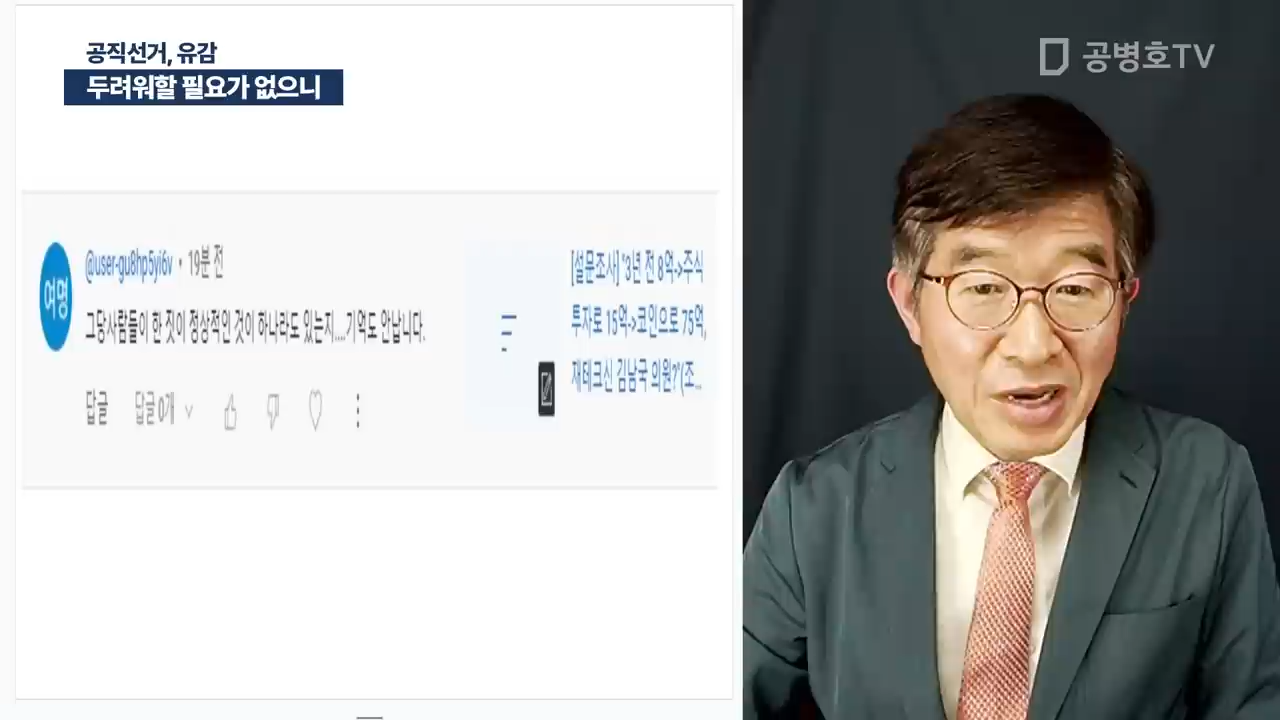 공직선거, 유감
두려워할 필요가 없으니
공병호TV
여명
@user-gu8hp5yi6v • 19분 전
그당사람들이 한 짓이 정상적인 것이 하나라도 있는지....기억도 안납니다.
답글 답글 0개
[설문조사] "3년 전 8억->주식
투자로 15억->코인으로 75억,
재테크신 김남국 의원?"(조...